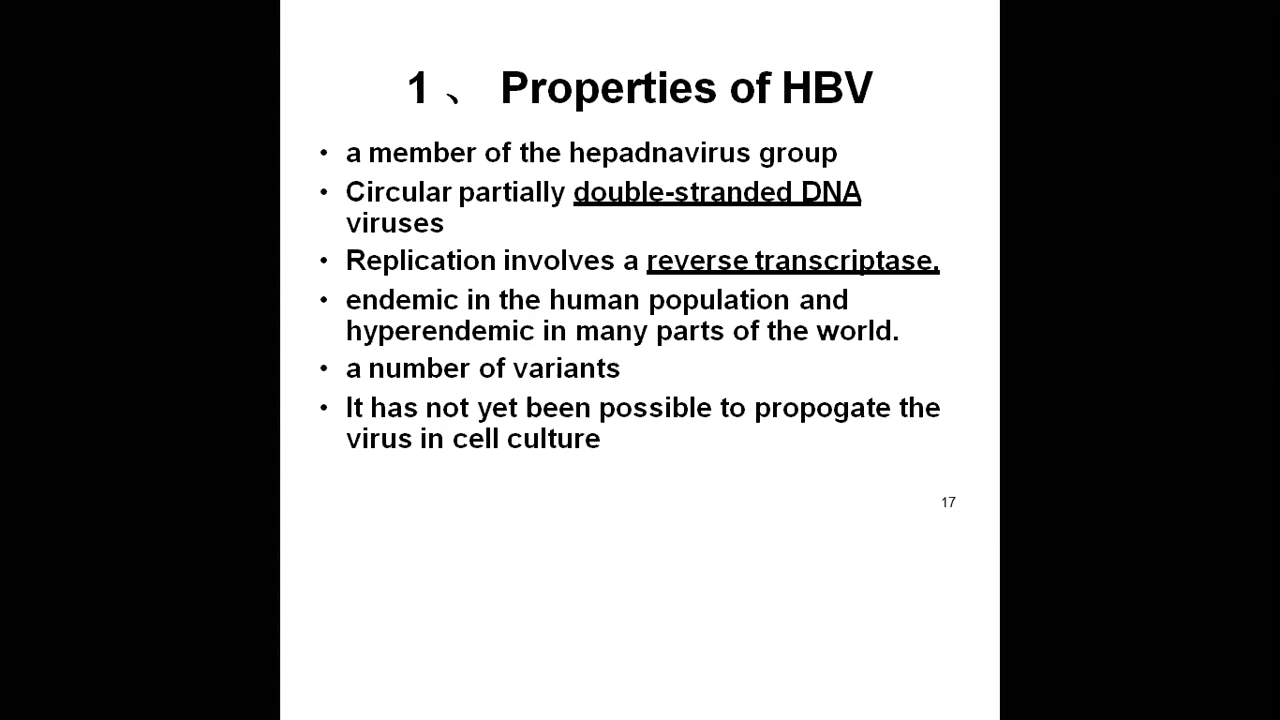 1、 Properties of HBV
• a member of the hepadnavirus group
• Circular partially double-stranded DNA
viruses
• Replication involves a reverse transcriptase.
• endemic in the human population and
hyperendemic in many parts of the world.
• a number of variants
• It has not yet been possible to propogate the
virus in cell culture
17